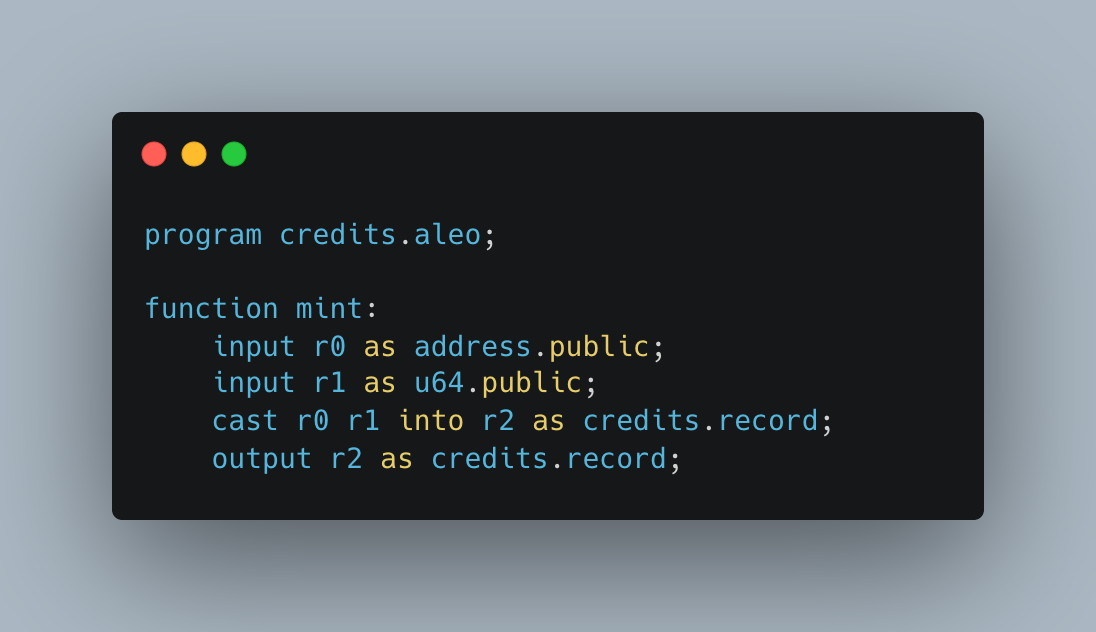 program credits.aleo;
function mint:
input r0 as address.public;
input r1 as u64.public;
cast r0 r1 into r2 as credits.record;
output r2 as credits.record;